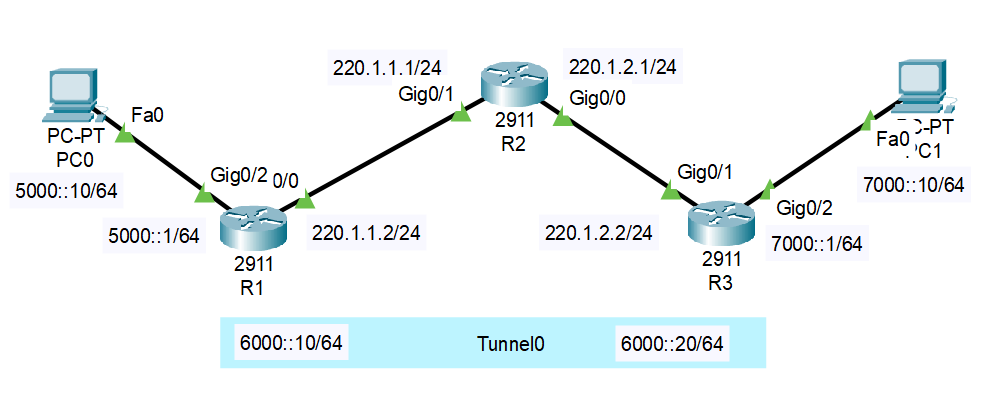 220.1.1.1/24
220.1.2.1/24
Gig0/1
Gig0/0
2911
R2
Fa0
PC-PT
PC0
5000::10/64
Gig0/2
0/0
5000::1/64
220.1.1.2/24
2911
R1
Gig0/1
220.1.2.2/24
2911
R3
Gig0/2
7000::1/64
Fa0
C-PT
PC1
7000::10/64
6000::10/64
Tunnel0
6000::20/64